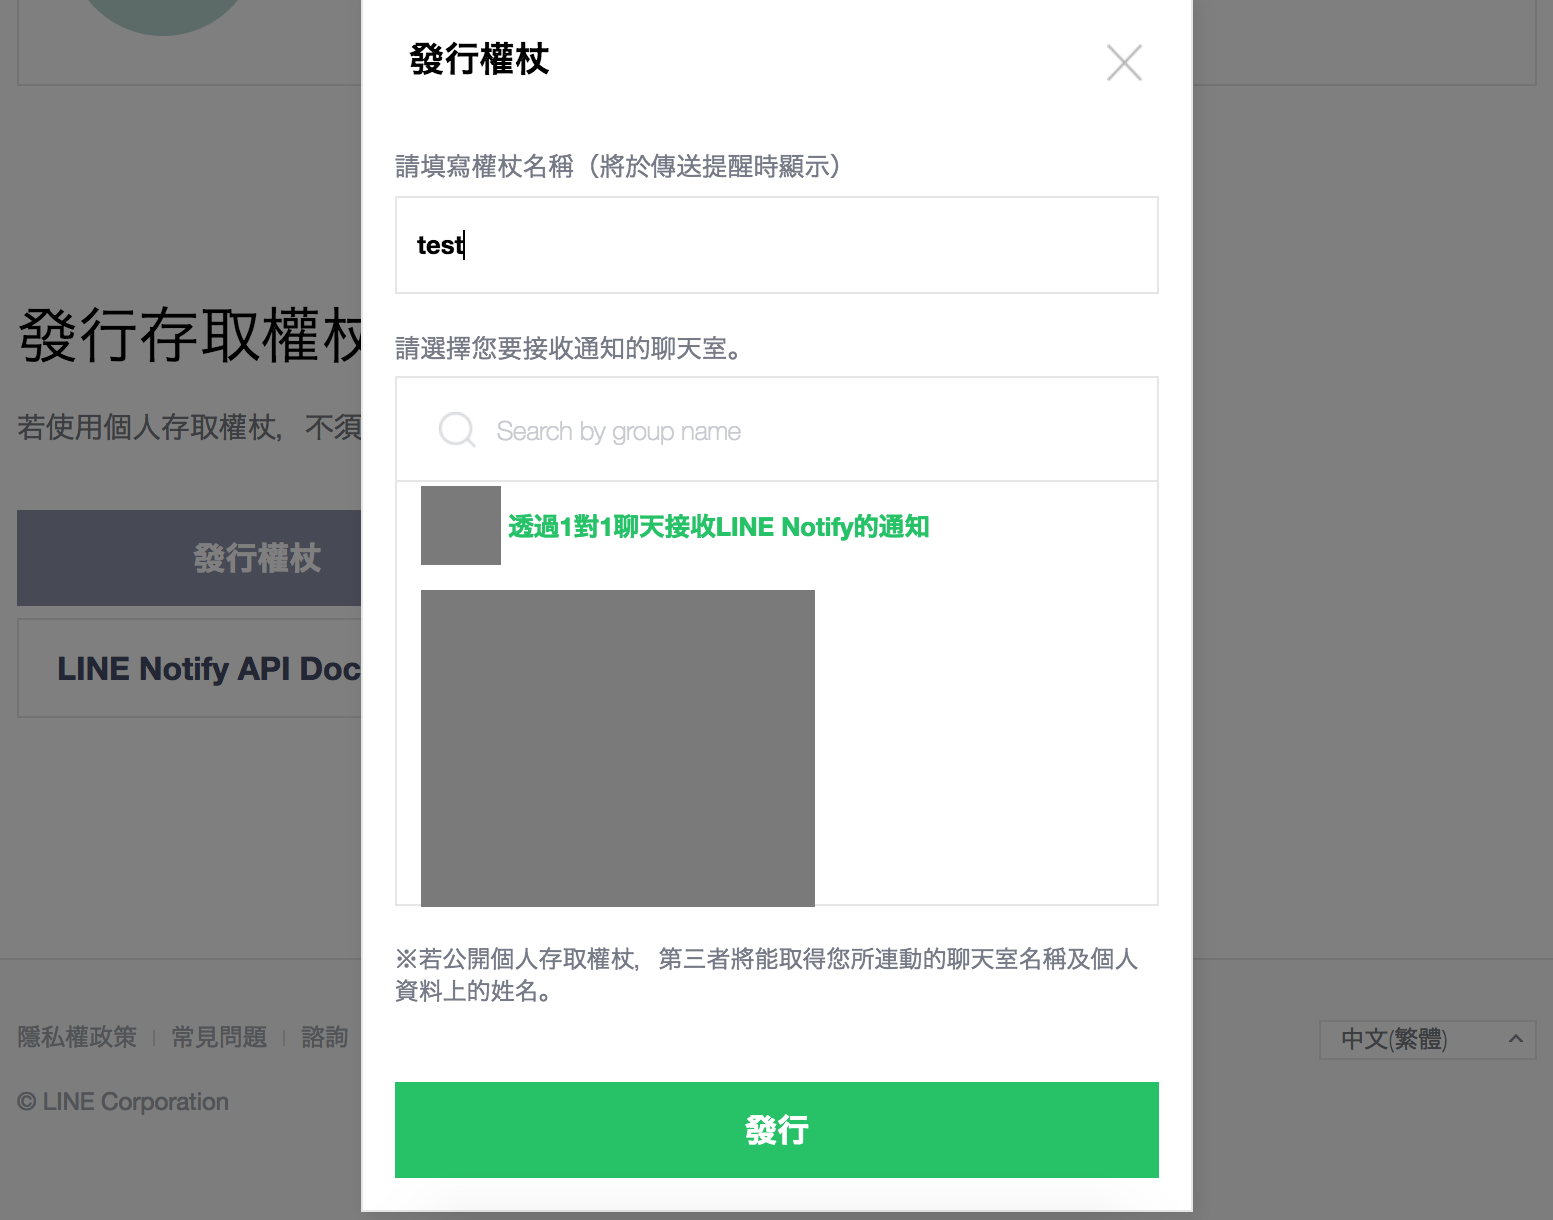 發行權杖
請填寫權杖名稱（將於傳送提醒時顯示）
test
發行存取權杖
請選擇您要接收通知的聊天室。
若使用個人存取權杖，不須
Search by group name
透過1對1聊天接收LINE Notify的通知
發行權杖
LINE Notify API Doc
※若公開個人存取權杖，第三者將能取得您所連動的聊天室名稱及個人
資料上的姓名。
隱私權政策
常見問題
諮詢
中文(繁體)
© LINE Corporation
發行